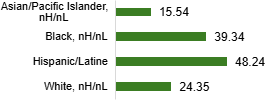 Asian/Pacific Islander,
nH/nL 15.54
Black, nH/nL 39.34
Hispanic/Latine 48.24
White, nH/nL 24.35